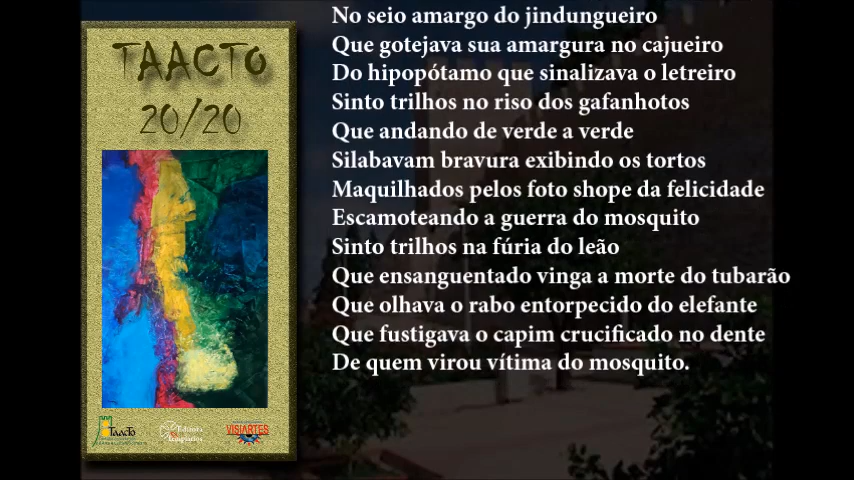 TAACTO
20/20
Taacto
Editora
Templários
VISIARTES
No seio amargo do jindungueiro
Que gotejava sua amargura no cajueiro
Do hipopótamo que sinalizava o letreiro
Sinto trilhos no riso dos gafanhotos
Que andando de verde a verde
Silabavam bravura exibindo os tortos
Maquilhados pelos foto shope da felicidade
Escamoteando a guerra do mosquito
Sinto trilhos na fúria do leão
Que ensanguentado vinga a morte do tubarão
Que olhava o rabo entorpecido do elefante
Que fustigava o capim crucificado no dente
De quem virou vítima do mosquito.